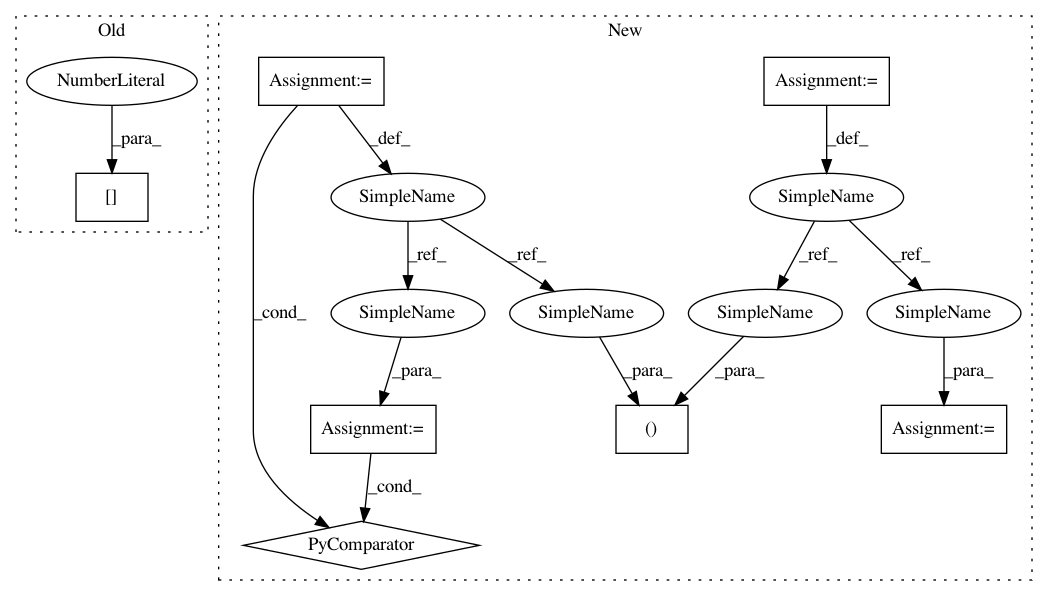 Old
New
NumberLiteral
Assignment:=
Assignment:=
_para_
_def_
_def_
[]
SimpleName
SimpleName
_ref_
_ref_
_ref_
_ref_
_cond_
SimpleName
SimpleName
SimpleName
SimpleName
_para_
_para_
_para_
_para_
Assignment:=
()
Assignment:=
_cond_
PyComparator